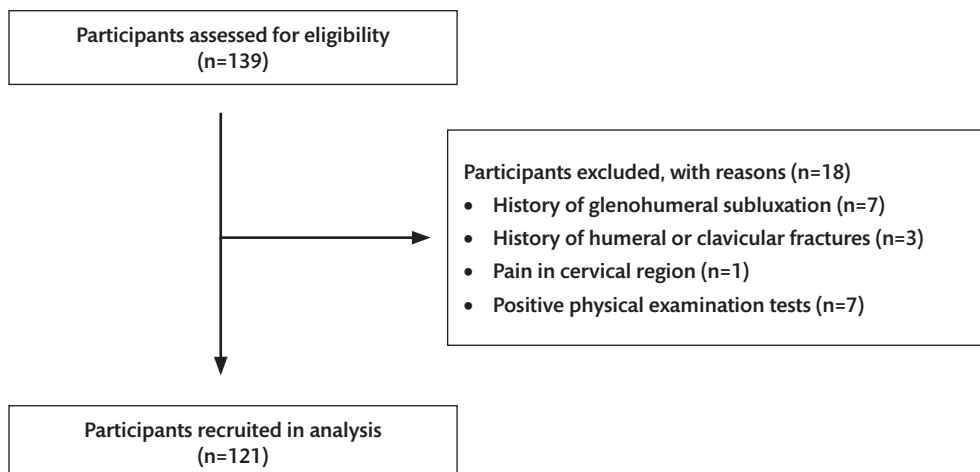 Participants assessed for eligibility
(n=139)
Participants excluded, with reasons (n=18)
• History of glenohumeral subluxation (n=7)
• History of humeral or clavicular fractures (n=3)
• Pain in cervical region (n=1)
• Positive physical examination tests (n=7)
Participants recruited in analysis
(n=121)